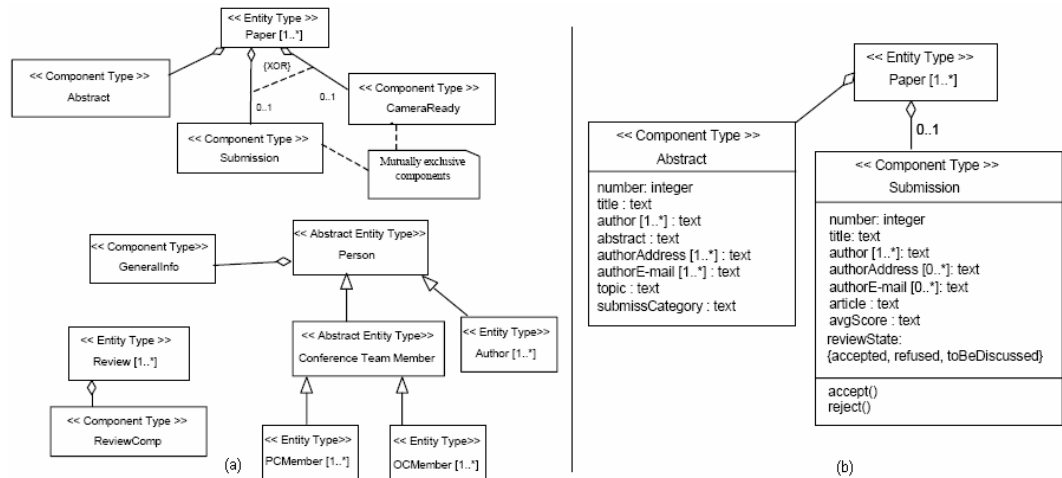 << Entity Type >>
Paper [1..*]
<< Component Type >>
Abstract
{XOR}
0..1
0..1
<< Component Type >>
CameraReady
<< Component Type >>
Submission
Mutually exclusive
components
<< Abstract Entity Type>>
Person
<< Component Type>>
GeneralInfo
<< Abstract Entity Type>>
Conference Team Member
<< Entity Type>>
Author [1..*]
<< Entity Type >>
Review [1..*]
<< Component Type >>
ReviewComp
<< Entity Type>>
PCMember [1..*]
<< Entity Type>>
OCMember [1..*]
(a)
<< Entity Type >>
Paper [1..*]
0..1
<< Component Type >>
Abstract
number: integer
title : text
author [1..*] : text
abstract : text
authorAddress [1..*] : text
authorE-mail [1..*] : text
topic : text
submissCategory : text
<< Component Type >>
Submission
number: integer
title: text
author [1..*]: text
authorAddress [0..*]: text
authorE-mail [0..*]: text
article : text
avgScore : text
reviewState:
{accepted, refused, toBeDiscussed}
accept()
reject()
(b)